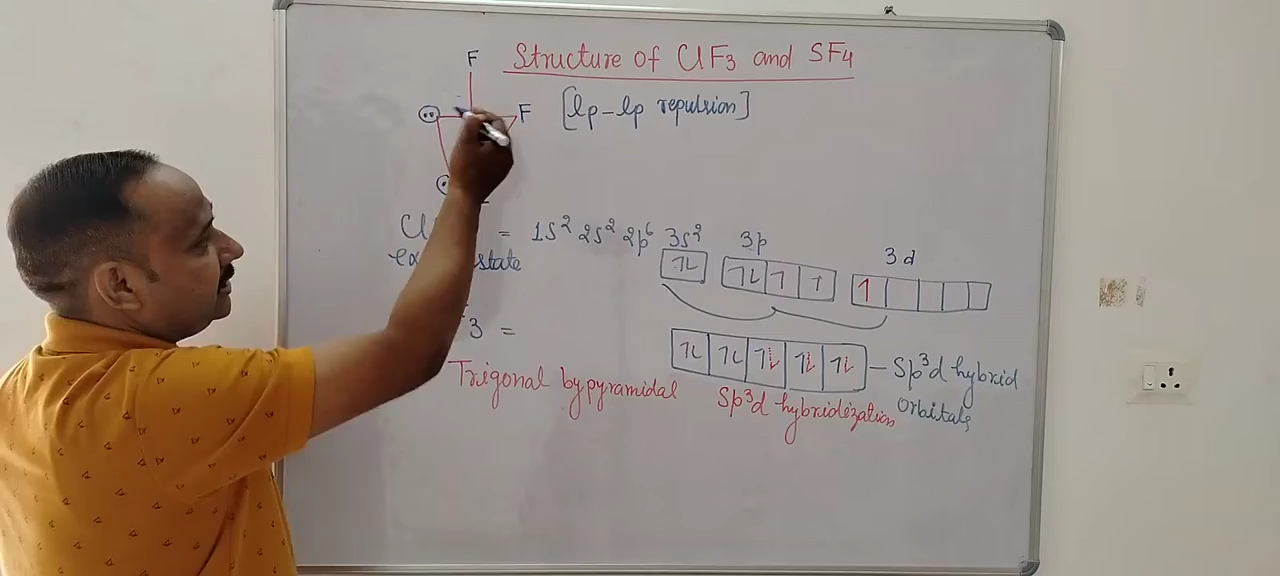 Structure of ClF3 and SF4
F
F [lp-lp repulsion]
Cl = 1s² 2s² 2p⁶ 3s² 3p 3d
state
3 =
sp³d hybrid orbitals
Trigonal bypyramidal
sp³d hybridization